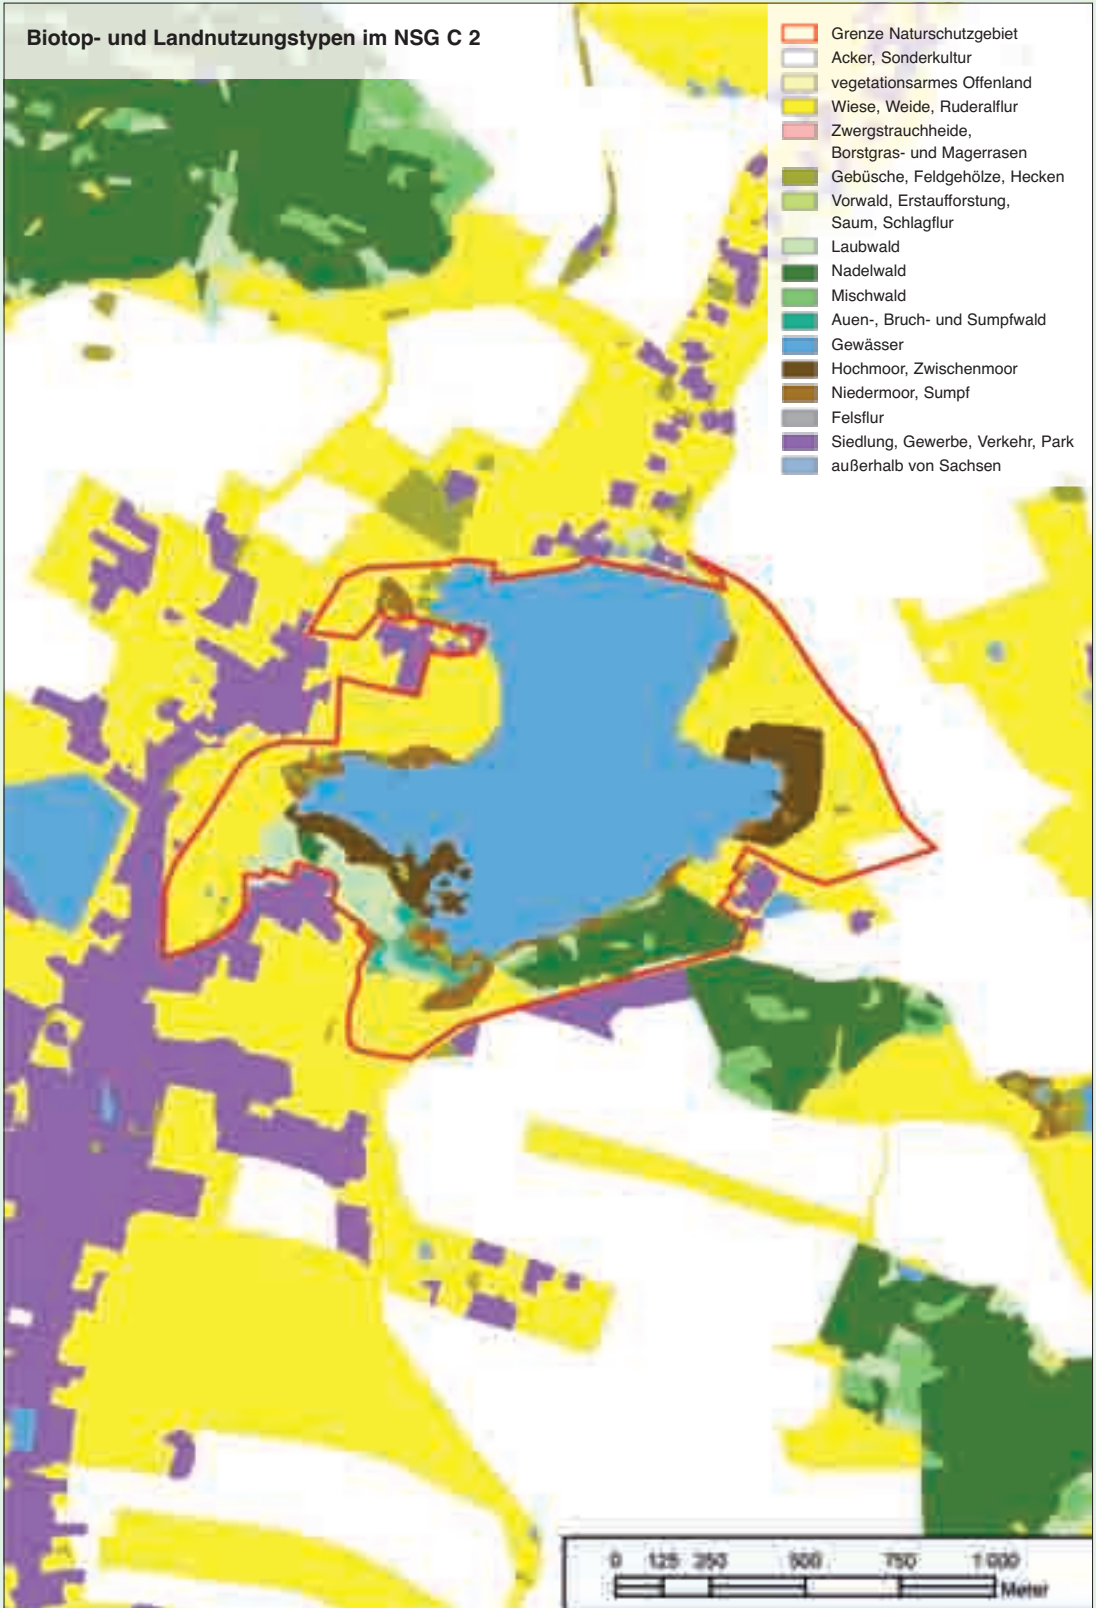 Biotop- und Landnutzungstypen im NSG C 2
Grenze Naturschutzgebiet
Acker, Sonderkultur
vegetationsarmes Offenland
Wiese, Weide, Ruderalflur
Zwergstrauchheide,
Borstgras- und Magerrasen
Gebüsche, Feldgehölze, Hecken
Vorwald, Erstaufforstung,
Saum, Schlagflur
Laubwald
Nadelwald
Mischwald
Auen-, Bruch- und Sumpfwald
Gewässer
Hochmoor, Zwischenmoor
Niedermoor, Sumpf
Felsflur
Siedlung, Gewerbe, Verkehr, Park
außerhalb von Sachsen
0 125 250 500 750 1 000
Meter